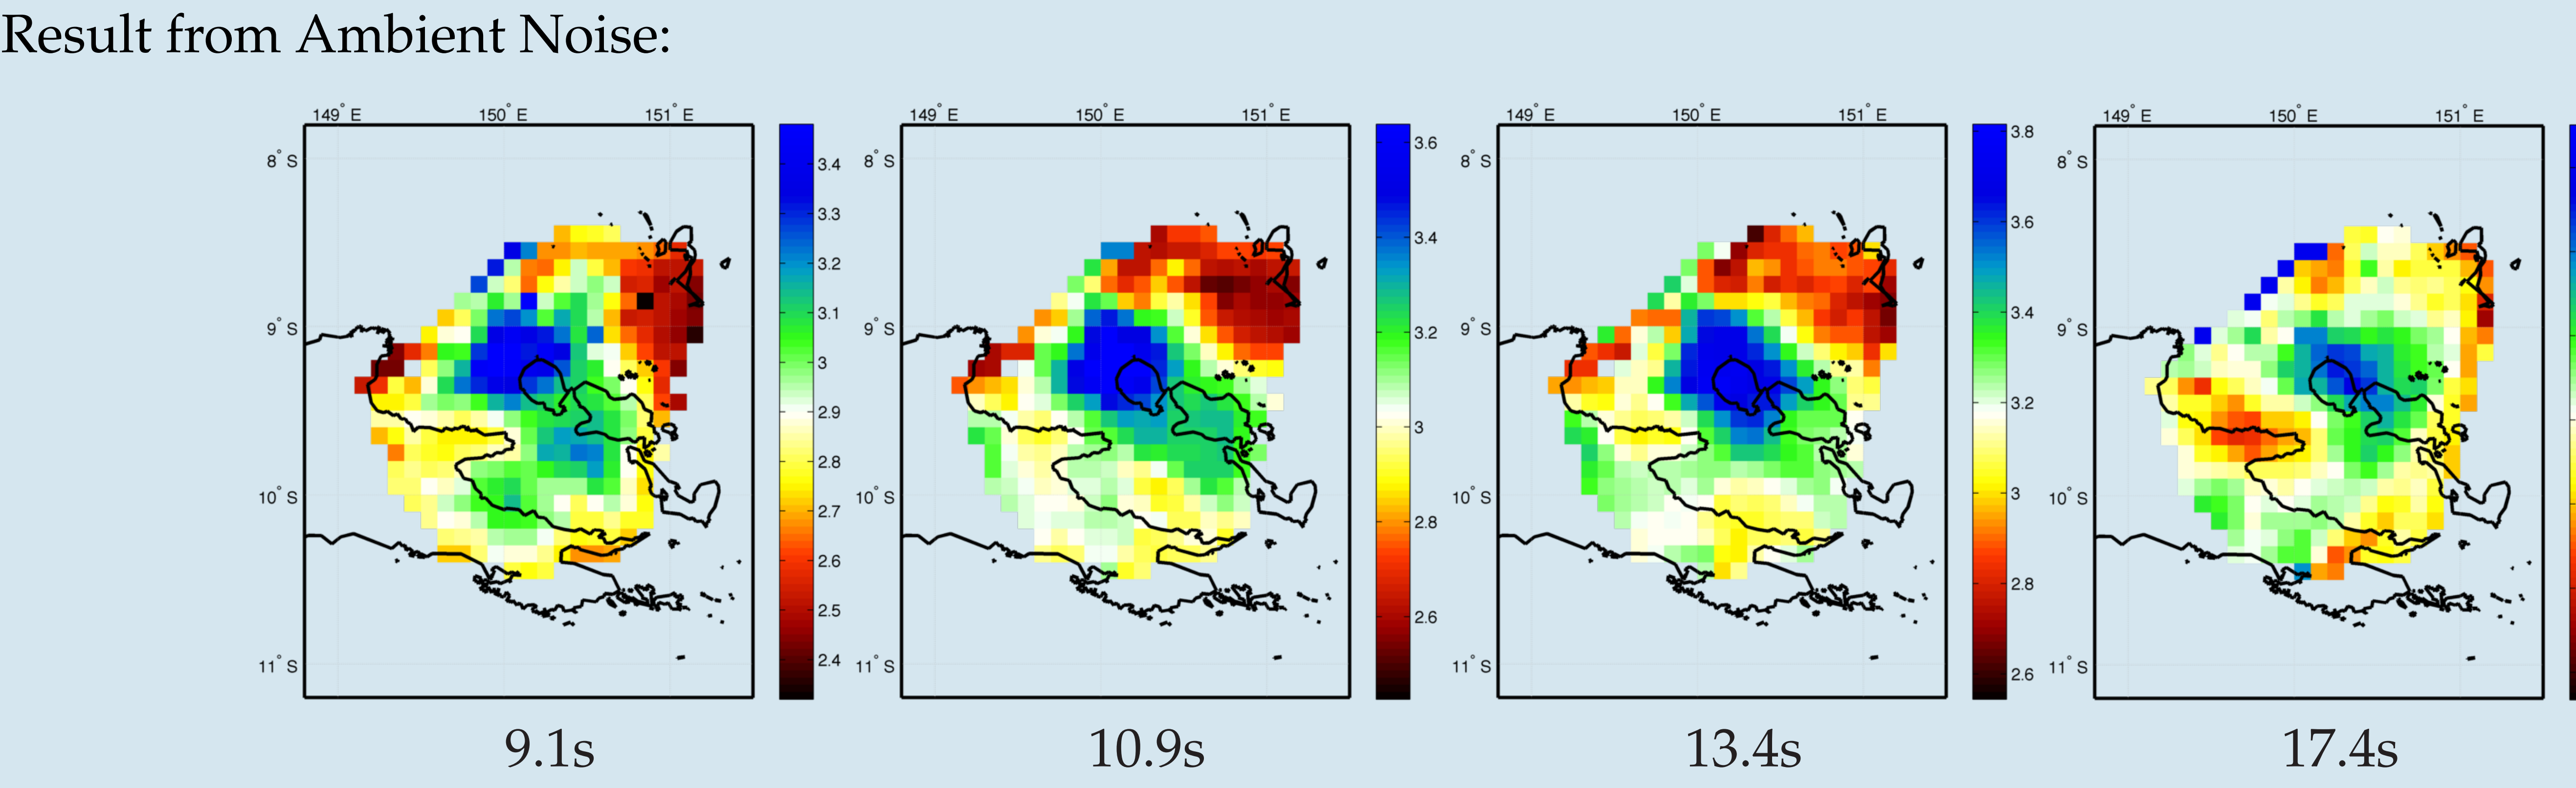 Result from Ambient Noise:
149° E 150° E 151° E
8° S
9° S
10° S
11° S
3.4
3.3
3.2
3.1
3
2.9
2.8
2.7
2.6
2.5
2.4
9.1s
149° E 150° E 151° E
8° S
9° S
10° S
11° S
3.6
3.4
3.2
3
2.8
2.6
10.9s
149° E 150° E 151° E
8° S
9° S
10° S
11° S
3.8
3.6
3.4
3.2
3
2.8
2.6
13.4s
149° E 150° E 151° E
8° S
9° S
10° S
11° S
17.4s